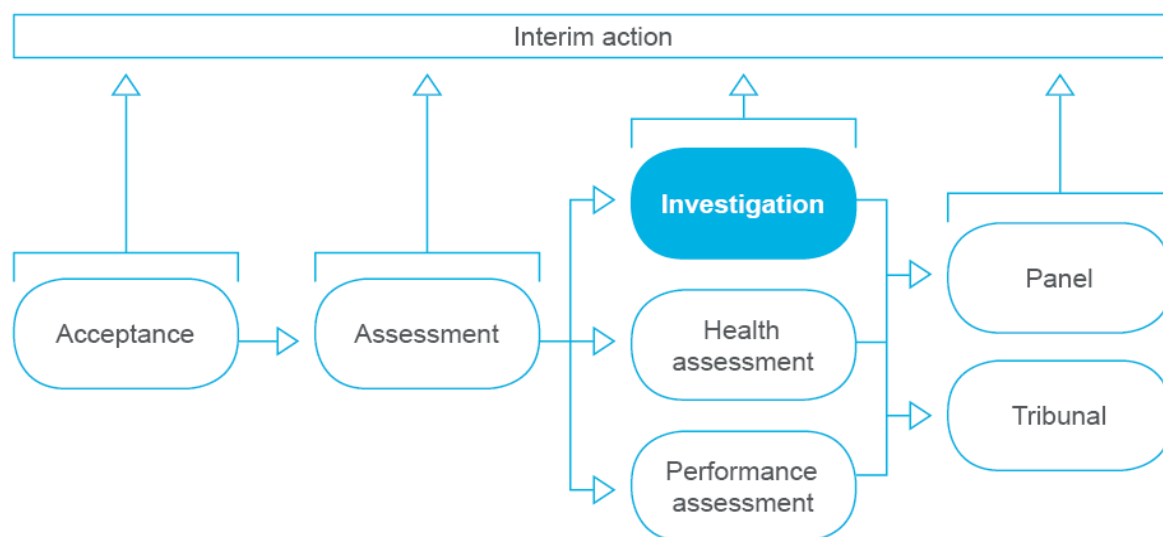 Interim action
Acceptance
Assessment
Investigation
Health
assessment
Performance
assessment
Panel
Tribunal